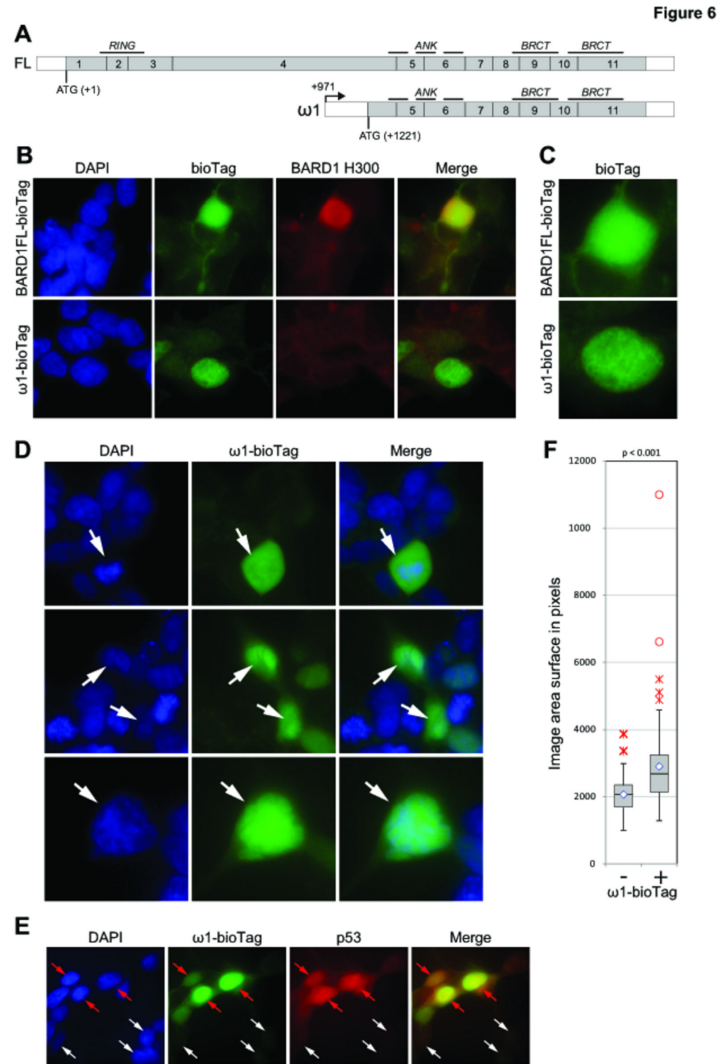 Figure 6
A
RING ANK BRCT BRCT
FL 1 2 3 4 5 6 7 8 9 10 11
ATG (+1)
+971
ANK BRCT BRCT
ω1 5 6 7 8 9 10 11
ATG (+1221)
B
DAPI bioTag BARD1 H300 Merge
BARD1FL-bioTag
ω1-bioTag
C
bioTag
BARD1FL-bioTag
ω1-bioTag
D
DAPI ω1-bioTag Merge
F
p < 0.001
12000
10000
8000
6000
4000
2000
0
Image area surface in pixels
- +
ω1-bioTag
E
DAPI ω1-bioTag p53 Merge